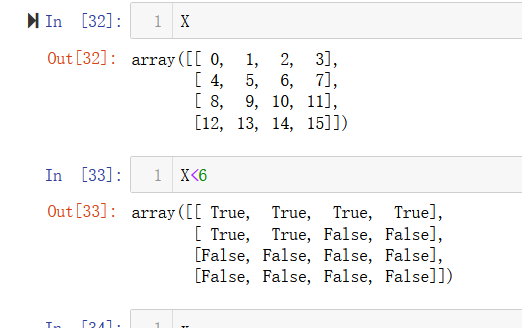 In [32]: 1 X
Out[32]: array([[ 0, 1, 2, 3],
[ 4, 5, 6, 7],
[ 8, 9, 10, 11],
[12, 13, 14, 15]])
In [33]: 1 X<6
Out[33]: array([[ True, True, True, True],
[ True, True, False, False],
[False, False, False, False],
[False, False, False, False]])
In [34]: 1